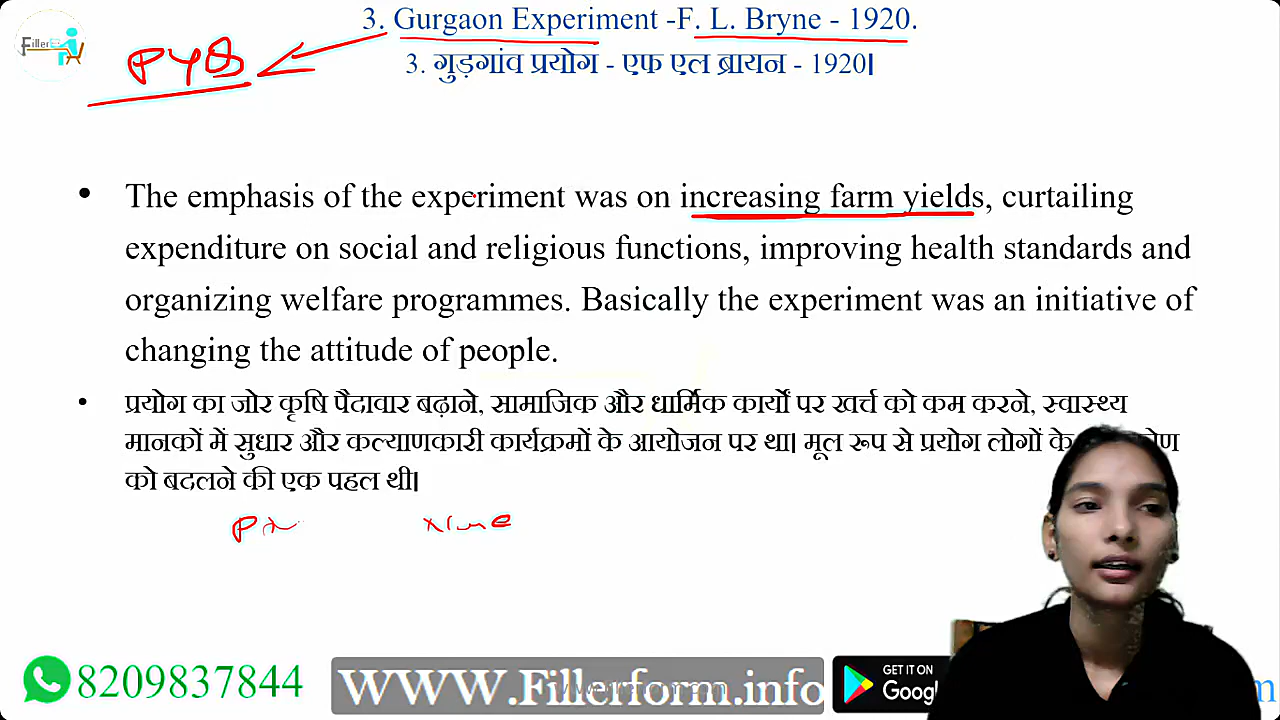 3. Gurgaon Experiment -F. L. Bryne - 1920.
Filler
PYQ
3. गुड़गांव प्रयोग - एफ एल ब्रायन - 1920।
• The emphasis of the experiment was on increasing farm yields, curtailing
expenditure on social and religious functions, improving health standards and
organizing welfare programmes. Basically the experiment was an initiative of
changing the attitude of people.
• प्रयोग का जोर कृषि पैदावार बढ़ाने, सामाजिक और धार्मिक कार्यों पर खर्च को कम करने, स्वास्थ्य
मानकों में सुधार और कल्याणकारी कार्यक्रमों के आयोजन पर था। मूल रूप से प्रयोग लोगों के
को बदलने की एक पहल थी।
8209837844 WWW.Fillerform.info GET IT ON